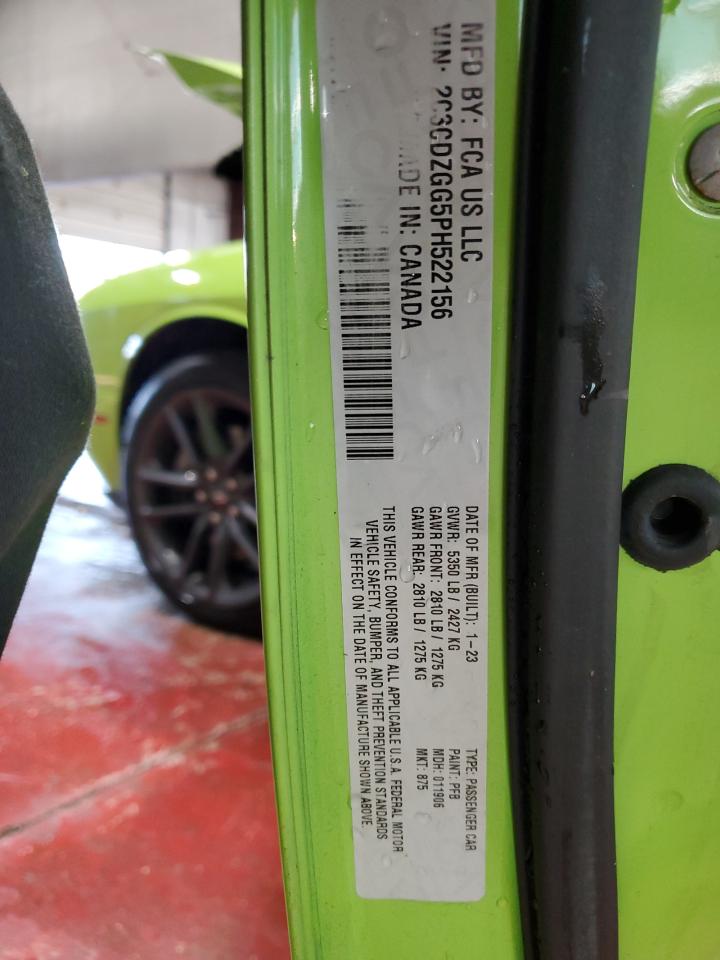 MFD BY: FCA US LLC
VIN: 2C3CDZGG5PH522156
MADE IN: CANADA
DATE OF MFR (BUILT): 1-23
GVWR: 5350 LB / 2427 KG
GAWR FRONT: 2810 LB / 1275 KG
GAWR REAR: 2810 LB / 1275 KG
TYPE: PASSENGER CAR
PAINT: PFB
MDH: 011906
MKT: 875
THIS VEHICLE CONFORMS TO ALL APPLICABLE U.S.A. FEDERAL MOTOR
VEHICLE SAFETY, BUMPER, AND THEFT PREVENTION STANDARDS
IN EFFECT ON THE DATE OF MANUFACTURE SHOWN ABOVE.